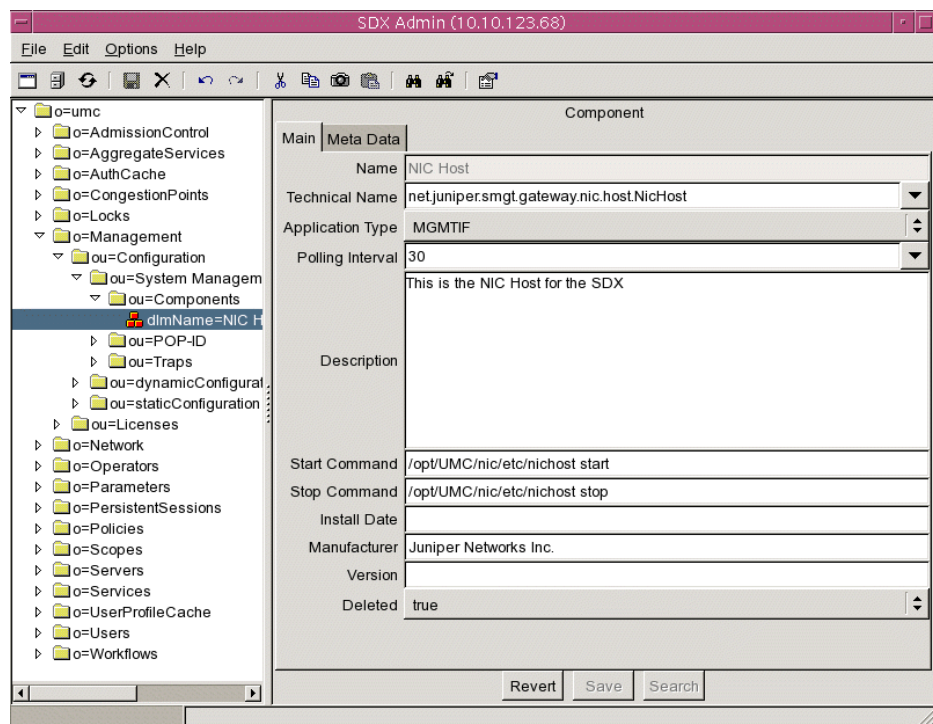 SDX Admin (10.10.123.68)
File Edit Options Help
o=umc
o=AdmissionControl
o=AggregateServices
o=AuthCache
o=CongestionPoints
o=Locks
o=Management
ou=Configuration
ou=System Managem
ou=Components
dlmName=NIC H
ou=POP-ID
ou=Traps
ou=dynamicConfigurat
ou=staticConfiguration
ou=Licenses
o=Network
o=Operators
o=Parameters
o=PersistentSessions
o=Policies
o=Scopes
o=Servers
o=Services
o=UserProfileCache
o=Users
o=Workflows
Component
Main Meta Data
Name NIC Host
Technical Name net.juniper.smgt.gateway.nic.host.NicHost
Application Type MGMTIF
Polling Interval 30
This is the NIC Host for the SDX
Description
Start Command /opt/UMC/nic/etc/nichost start
Stop Command /opt/UMC/nic/etc/nichost stop
Install Date
Manufacturer Juniper Networks Inc.
Version
Deleted true
Revert Save Search